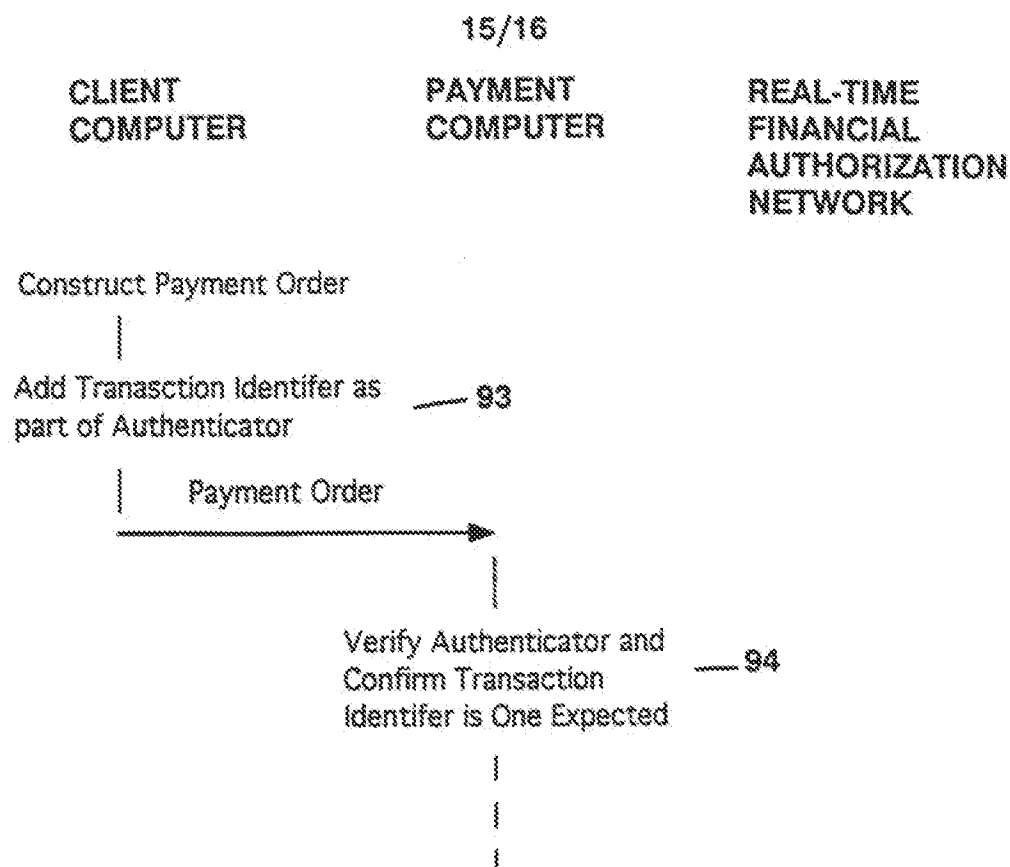 15/16
CLIENT
COMPUTER
PAYMENT
COMPUTER
REAL-TIME
FINANCIAL
AUTHORIZATION
NETWORK
Construct Payment Order
Add Tranasction Identifer as
part of Authenticator
93
Payment Order
Verify Authenticator and
Confirm Transaction
Identifer is One Expected
94